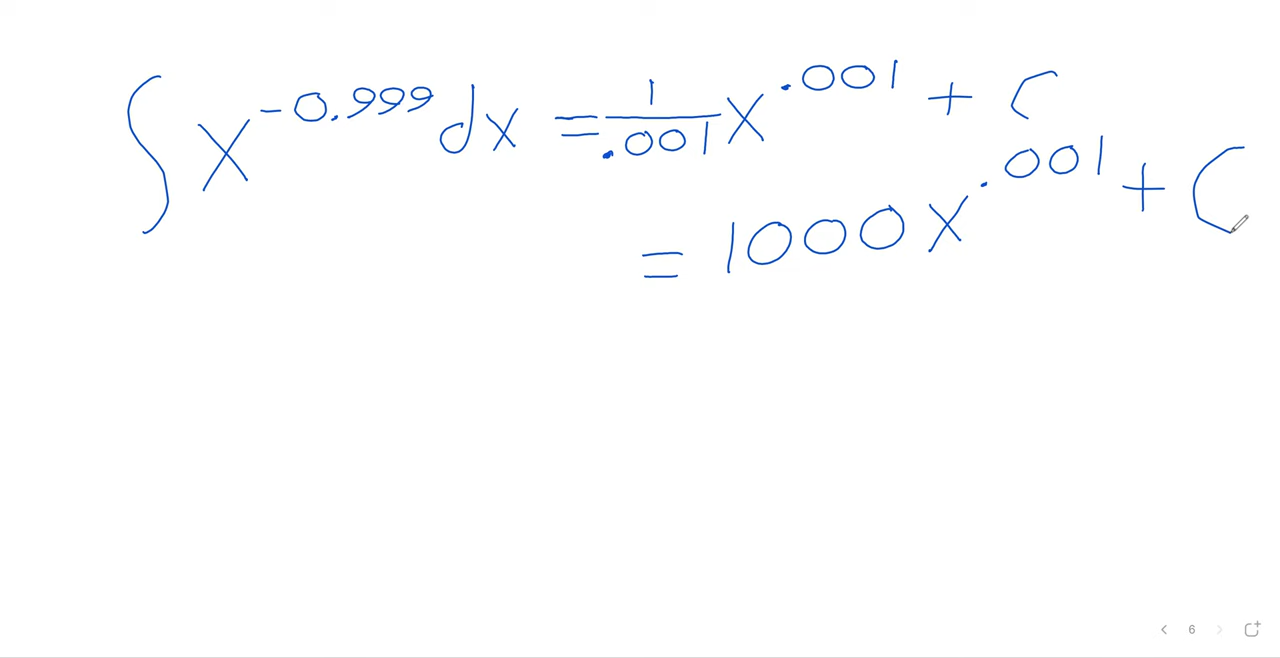 ∫ x^-0.999 dx = 1/.001 x^.001 + C
= 1000 x^.001 + C
6